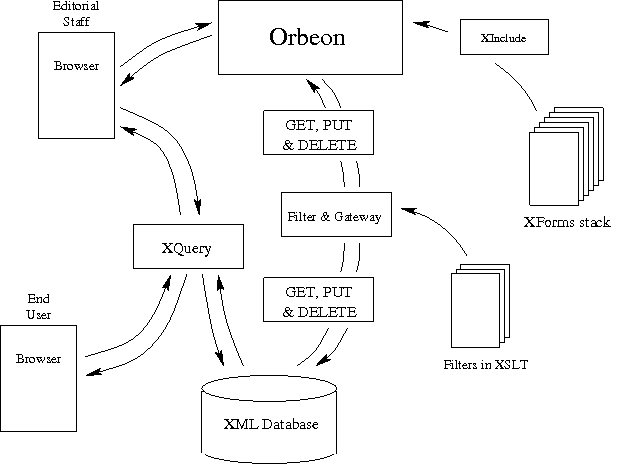 Editorial
Staff
Browser
Orbeon
XInclude
GET, PUT
& DELETE
XForms stack
Filter & Gateway
XQuery
GET, PUT
& DELETE
Filters in XSLT
End
User
Browser
XML Database